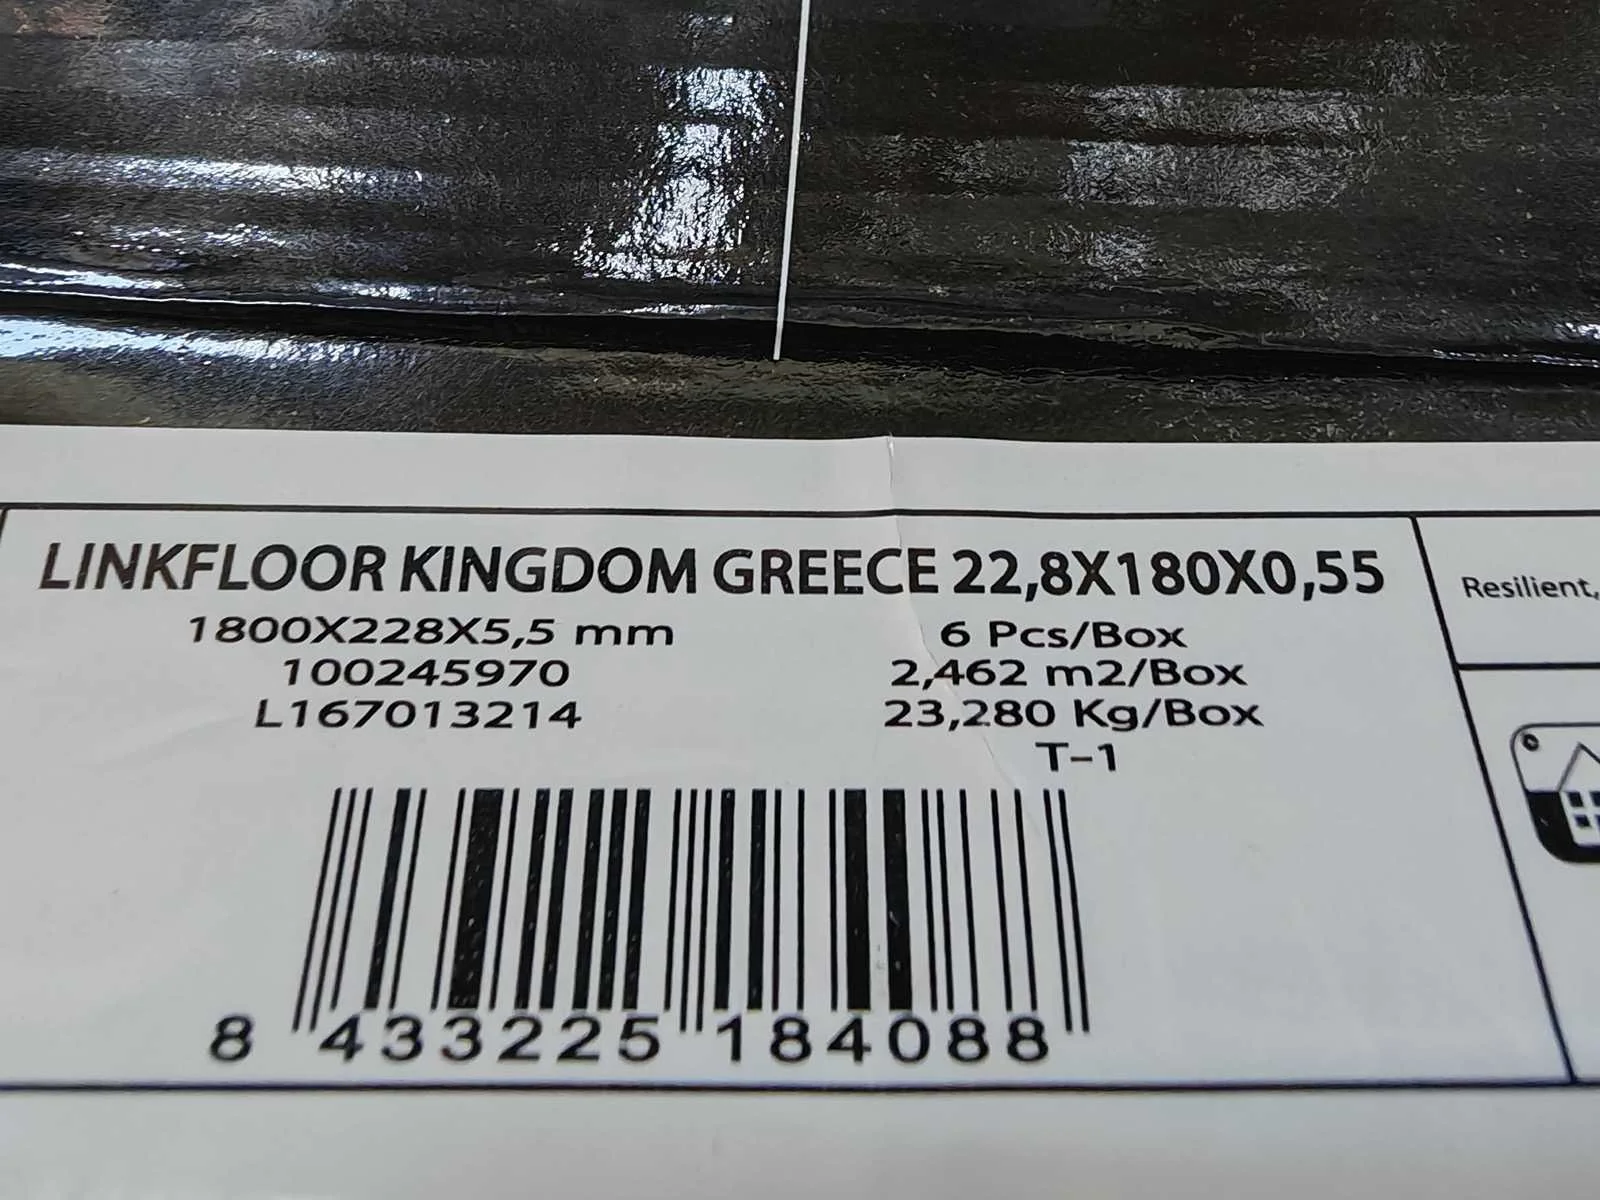 LINKFLOOR KINGDOM GREECE 22,8X180X0,55
1800X228X5,5 mm
6 Pcs/Box
100245970
2,462 m2/Box
L167013214
23,280 Kg/Box
T-1
8 433225 184088
Resilient,